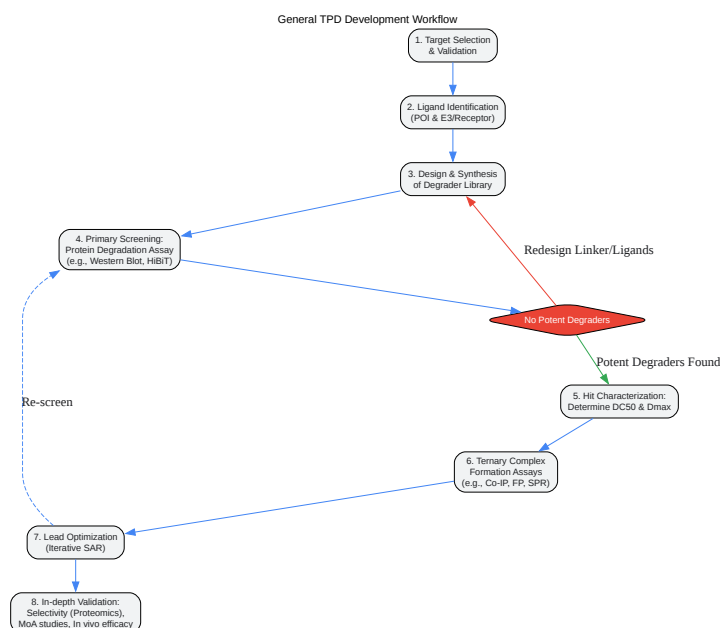 General TPD Development Workflow
1. Target Selection
& Validation
2. Ligand Identification
(POI & E3/Receptor)
3. Design & Synthesis
of Degrader Library
4. Primary Screening:
Protein Degradation Assay
(e.g., Western Blot, HiBiT)
Redesign Linker/Ligands
No Potent Degraders
Potent Degraders Found
5. Hit Characterization:
Determine DC50 & Dmax
Re-screen
6. Ternary Complex
Formation Assays
(e.g., Co-IP, FP, SPR)
7. Lead Optimization
(Iterative SAR)
8. In-depth Validation:
Selectivity (Proteomics),
MoA studies, In vivo efficacy